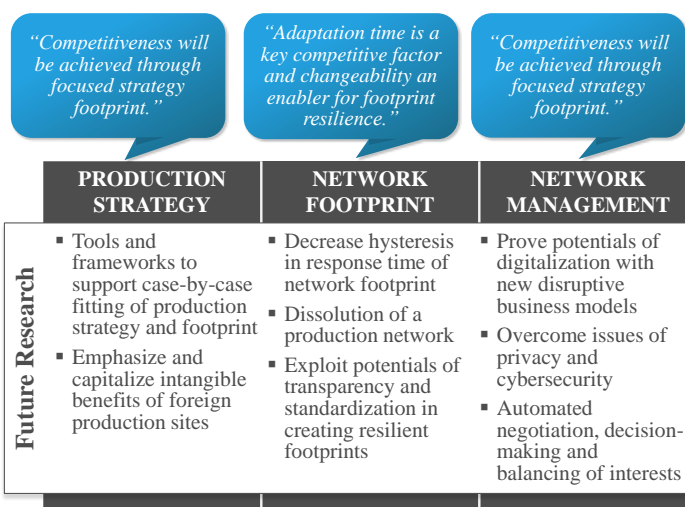 “Competitiveness will
be achieved through
focused strategy
footprint.”
“Adaptation time is a
key competitive factor
and changeability an
enabler for footprint
resilience.”
“Competitiveness will
be achieved through
focused strategy
footprint.”
PRODUCTION
STRATEGY
NETWORK
FOOTPRINT
NETWORK
MANAGEMENT
Future Research
▪ Tools and
frameworks to
support case-by-case
fitting of production
strategy and footprint
▪ Emphasize and
capitalize intangible
benefits of foreign
production sites
▪ Decrease hysteresis
in response time of
network footprint
▪ Dissolution of a
production network
▪ Exploit potentials of
transparency and
standardization in
creating resilient
footprints
▪ Prove potentials of
digitalization with
new disruptive
business models
▪ Overcome issues of
privacy and
cybersecurity
▪ Automated
negotiation, decision-
making and
balancing of interests